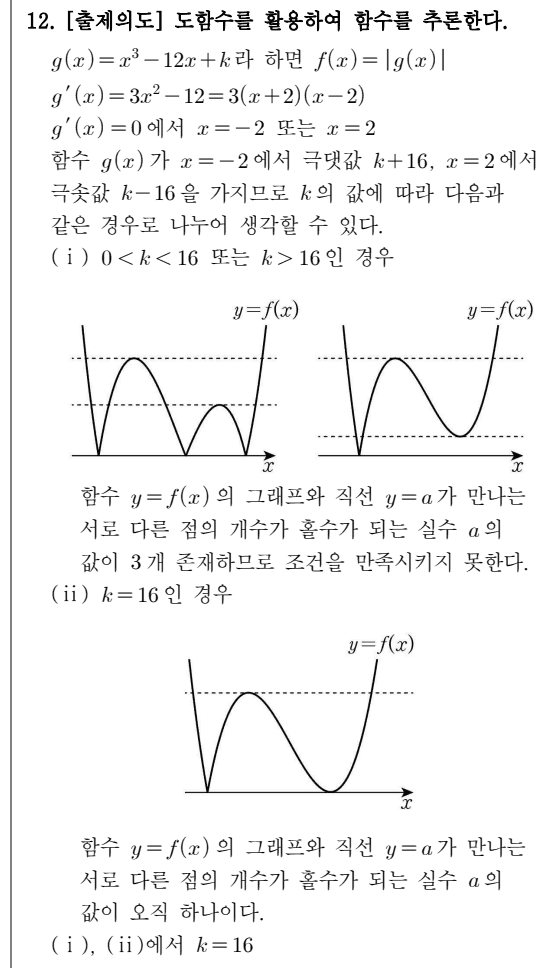 12. [출제의도] 도함수를 활용하여 함수를 추론한다.
g(x)=x³−12x+k라 하면 f(x)=|g(x)|
g′(x)=3x²−12=3(x+2)(x−2)
g′(x)=0에서 x=−2 또는 x=2
함수 g(x)가 x=−2에서 극댓값 k+16, x=2에서
극솟값 k−16을 가지므로 k의 값에 따라 다음과
같은 경우로 나누어 생각할 수 있다.
(ⅰ) 0<k<16 또는 k>16인 경우
y=f(x) y=f(x)
x x
함수 y=f(x)의 그래프와 직선 y=a가 만나는
서로 다른 점의 개수가 홀수가 되는 실수 a의
값이 3개 존재하므로 조건을 만족시키지 못한다.
(ⅱ) k=16인 경우
y=f(x)
x
함수 y=f(x)의 그래프와 직선 y=a가 만나는
서로 다른 점의 개수가 홀수가 되는 실수 a의
값이 오직 하나이다.
(ⅰ), (ⅱ)에서 k=16